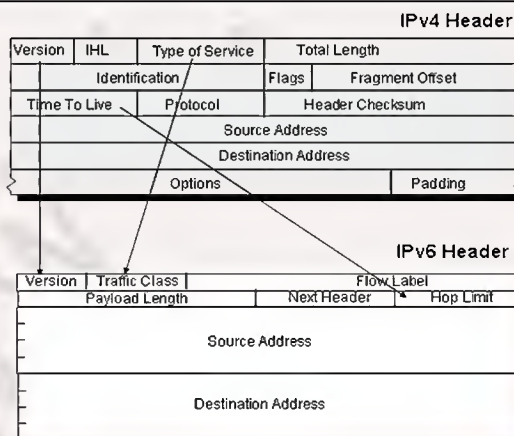 IPv4 Header
Version IHL Type of Service Total Length
Identification Flags Fragment Offset
Time To Live Protocol Header Checksum
Source Address
Destination Address
Options Padding
IPv6 Header
Version Traffic Class Flow Label
Payload Length Next Header Hop Limit
Source Address
Destination Address